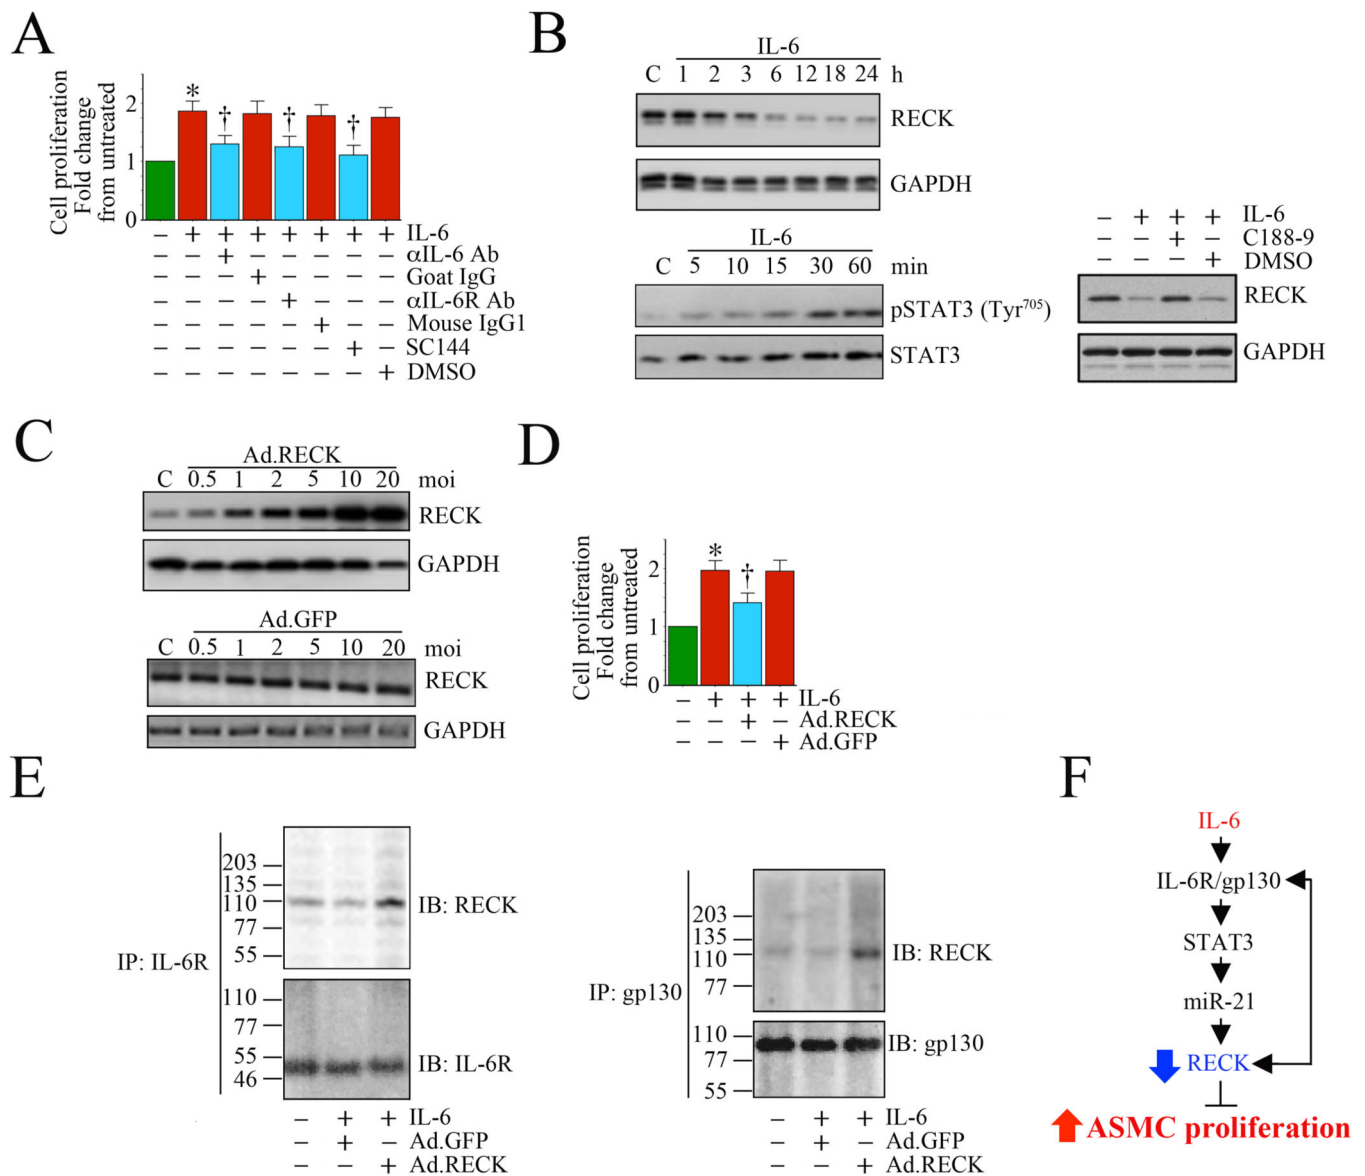 A
Cell proliferation
Fold change
from untreated
2
1
0
*
†
†
‡
– + + + + + + + IL-6
– – + – – – – – αIL-6 Ab
– – – + – – – – Goat IgG
– – – – + – – – αIL-6R Ab
– – – – – + – – Mouse IgG1
– – – – – – + – SC144
– – – – – – – + DMSO
B
IL-6
C 1 2 3 6 12 18 24 h
RECK
GAPDH
IL-6
C 5 10 15 30 60 min
pSTAT3 (Tyr705)
STAT3
– + + + IL-6
– – + – C188-9
– – – + DMSO
RECK
GAPDH
C
Ad.RECK
C 0.5 1 2 5 10 20 moi
RECK
GAPDH
Ad.GFP
C 0.5 1 2 5 10 20 moi
RECK
GAPDH
D
Cell proliferation
Fold change
from untreated
2
1
0
*
†
– + + + IL-6
– – + – Ad.RECK
– – – + Ad.GFP
E
IP: IL-6R
203
135
110
77
55
IB: RECK
110
77
55
46
IB: IL-6R
– + + IL-6
– + – Ad.GFP
– – + Ad.RECK
IP: gp130
203
135
110
77
IB: RECK
110
77
55
IB: gp130
– + + IL-6
– + – Ad.GFP
– – + Ad.RECK
F
IL-6
IL-6R/gp130
STAT3
miR-21
RECK
ASMC proliferation